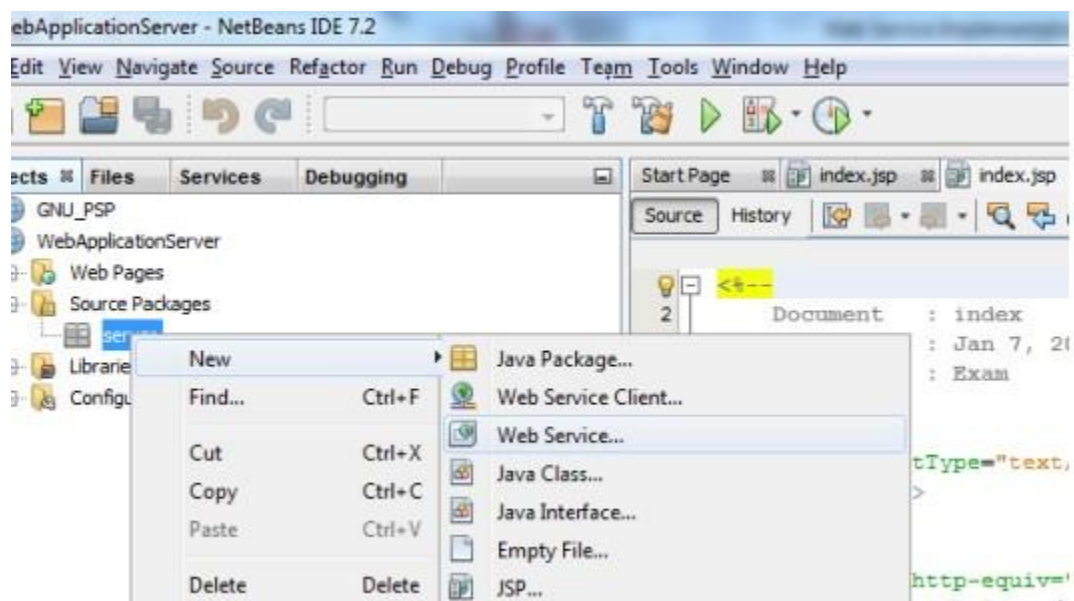 ebApplicationServer - NetBeans IDE 7.2
Edit View Navigate Source Refactor Run Debug Profile Team Tools Window Help
ects Files Services Debugging
Start Page index.jsp index.jsp
GNU_PSP
Source History
WebApplicationServer
Web Pages
Source Packages
<%--
2 Document : index
: Jan 7, 20
: Exam
Librarie
Configu
New
Find... Ctrl+F
Cut Ctrl+X
Copy Ctrl+C
Paste Ctrl+V
Delete Delete
Java Package...
Web Service Client...
Web Service...
Java Class...
Java Interface...
Empty File...
JSP...
tType="text/
>
http-equiv="